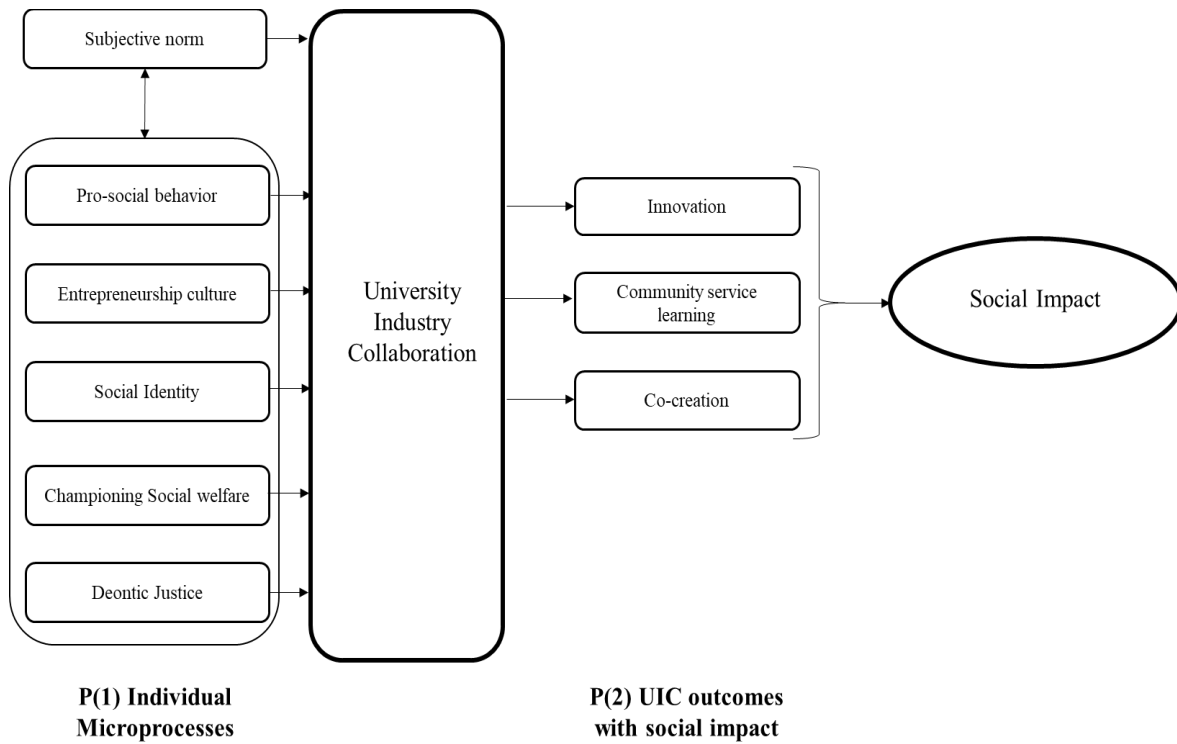 Subjective norm
Pro-social behavior
Entrepreneurship culture
Social Identity
Championing Social welfare
Deontic Justice
University
Industry
Collaboration
Innovation
Community service
learning
Co-creation
Social Impact
P(1) Individual
Microprocesses
P(2) UIC outcomes
with social impact